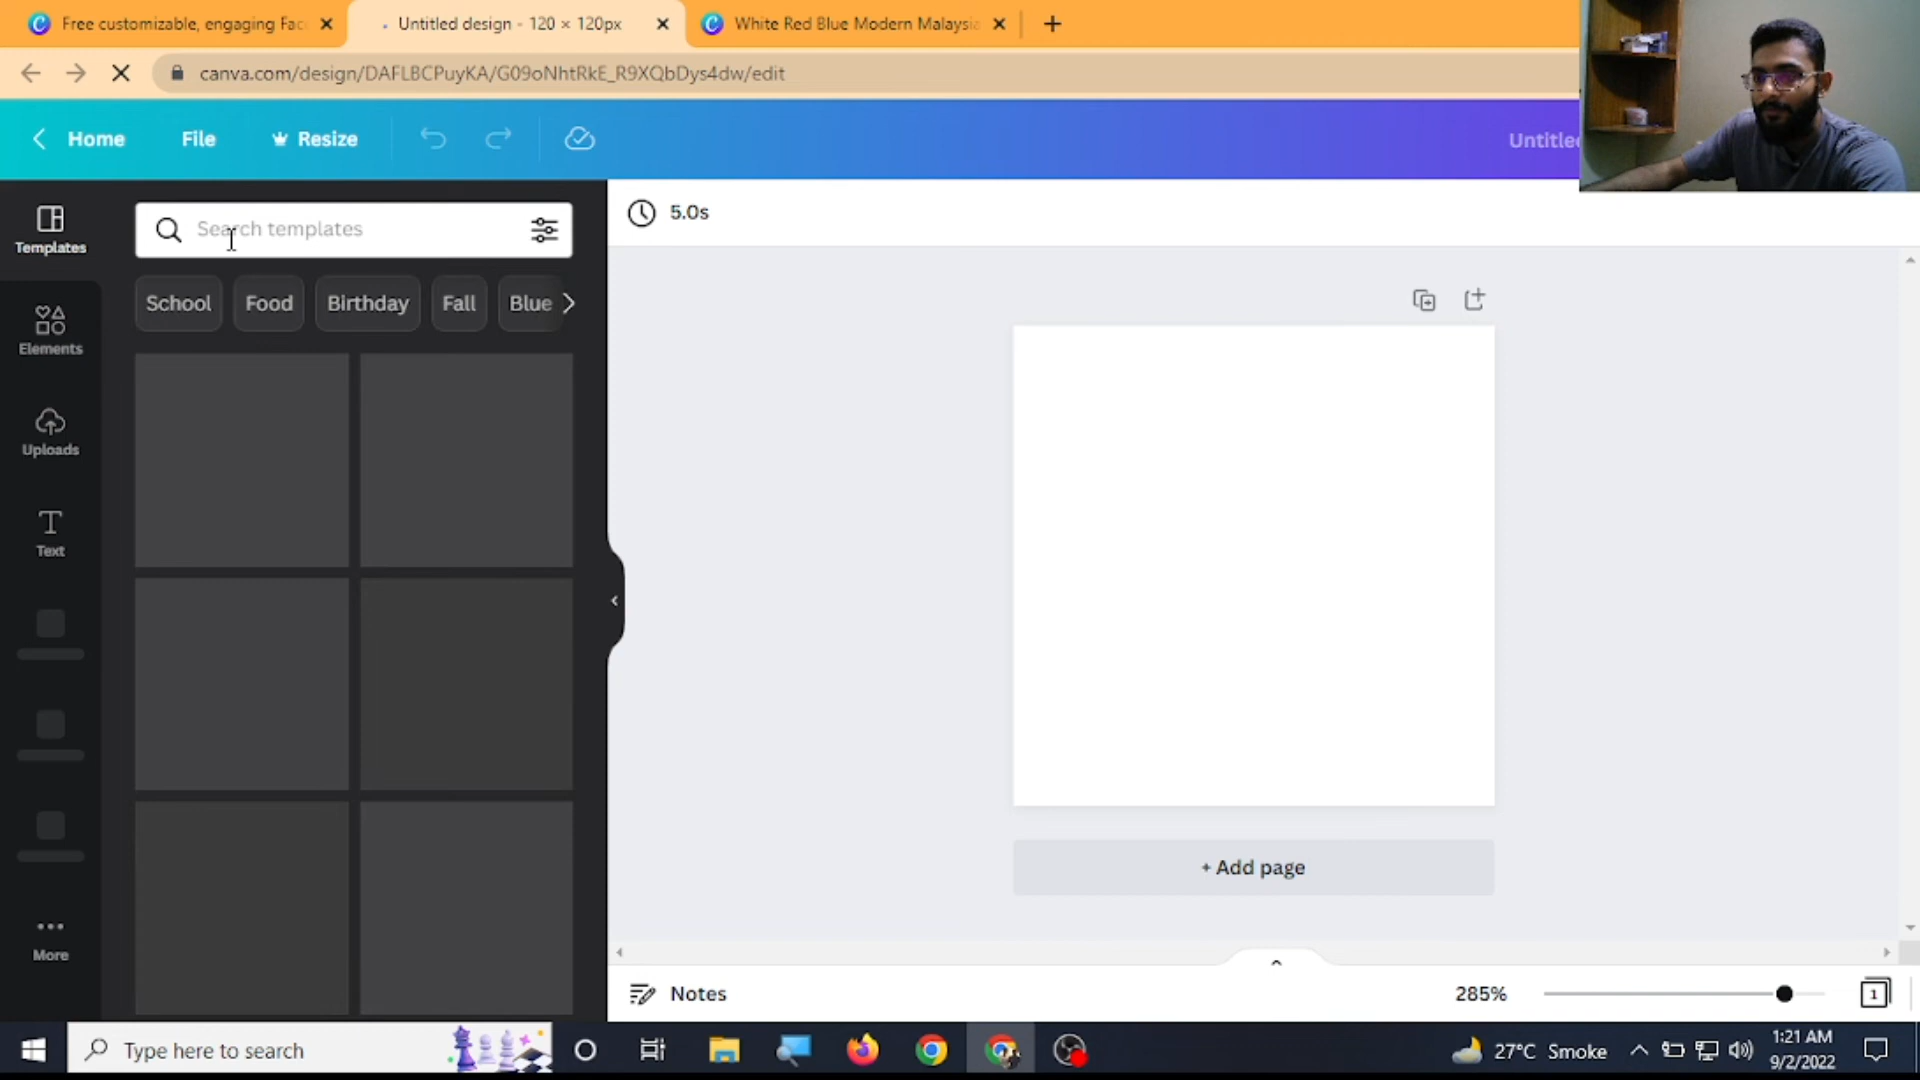 Free customizable, engaging Fac
Untitled design - 120 × 120px
White Red Blue Modern Malaysia
canva.com/design/DAFLBCPuyKA/G09oNhtRkE_R9XQbDys4dw/edit
Home
File
Resize
Untitle
Templates
Search templates
5.0s
School
Food
Birthday
Fall
Blue
Elements
Uploads
Text
More
+ Add page
Notes
285%
1
Type here to search
27°C Smoke
1:21 AM
9/2/2022